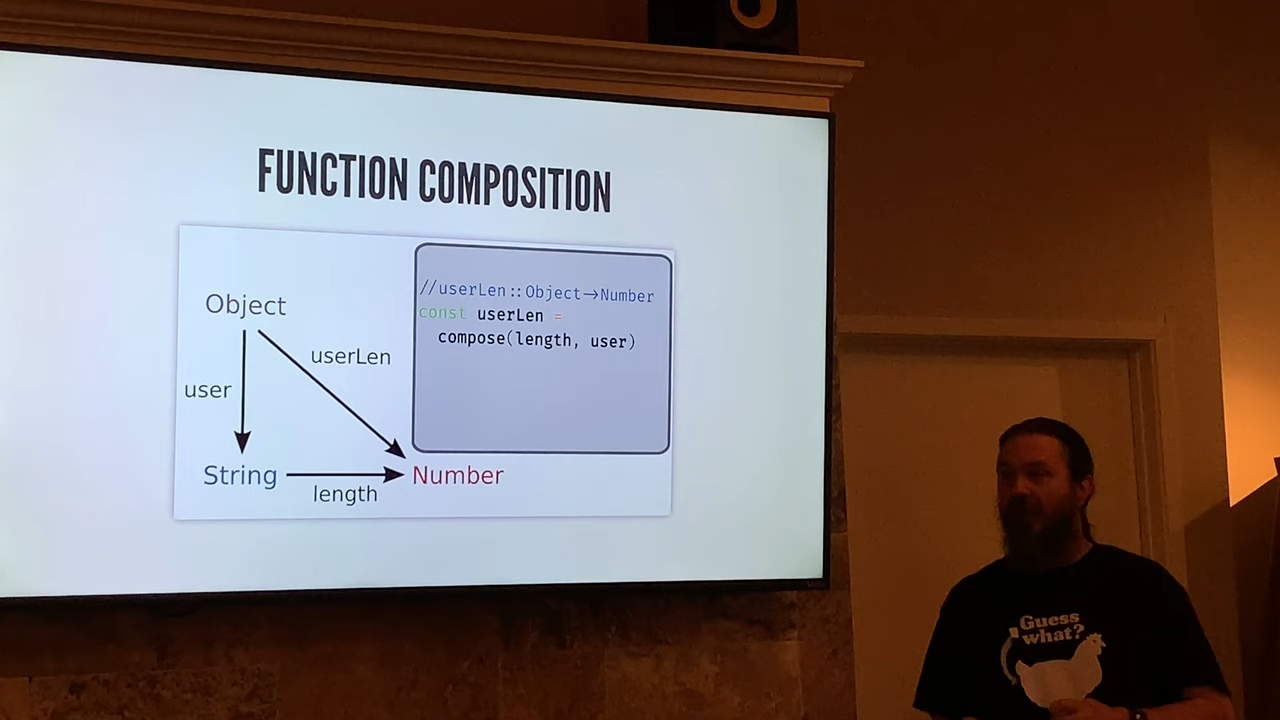 FUNCTION COMPOSITION
Object
userLen
user
String
length
Number
//userLen::Object→Number
const userLen =
compose(length, user)
Guess
what?